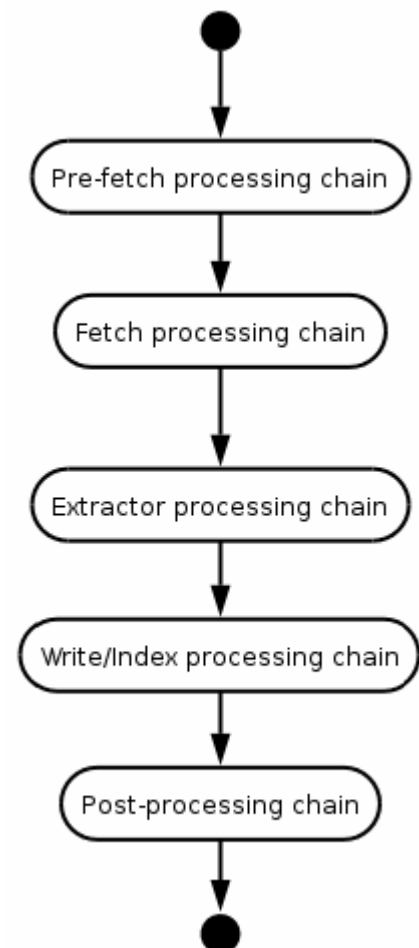 Pre-fetch processing chain
Fetch processing chain
Extractor processing chain
Write/Index processing chain
Post-processing chain